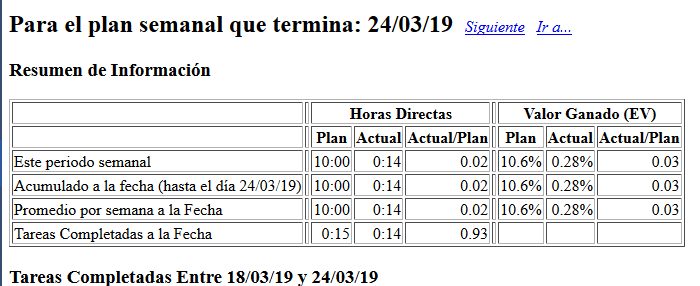 Para el plan semanal que termina: 24/03/19 Siguiente Ir a...
Resumen de Información
Horas Directas Valor Ganado (EV)
Plan Actual Actual/Plan Plan Actual Actual/Plan
Este periodo semanal 10:00 0:14 0.02 10.6% 0.28% 0.03
Acumulado a la fecha (hasta el día 24/03/19) 10:00 0:14 0.02 10.6% 0.28% 0.03
Promedio por semana a la Fecha 10:00 0:14 0.02 10.6% 0.28% 0.03
Tareas Completadas a la Fecha 0:15 0:14 0.93
Tareas Completadas Entre 18/03/19 y 24/03/19